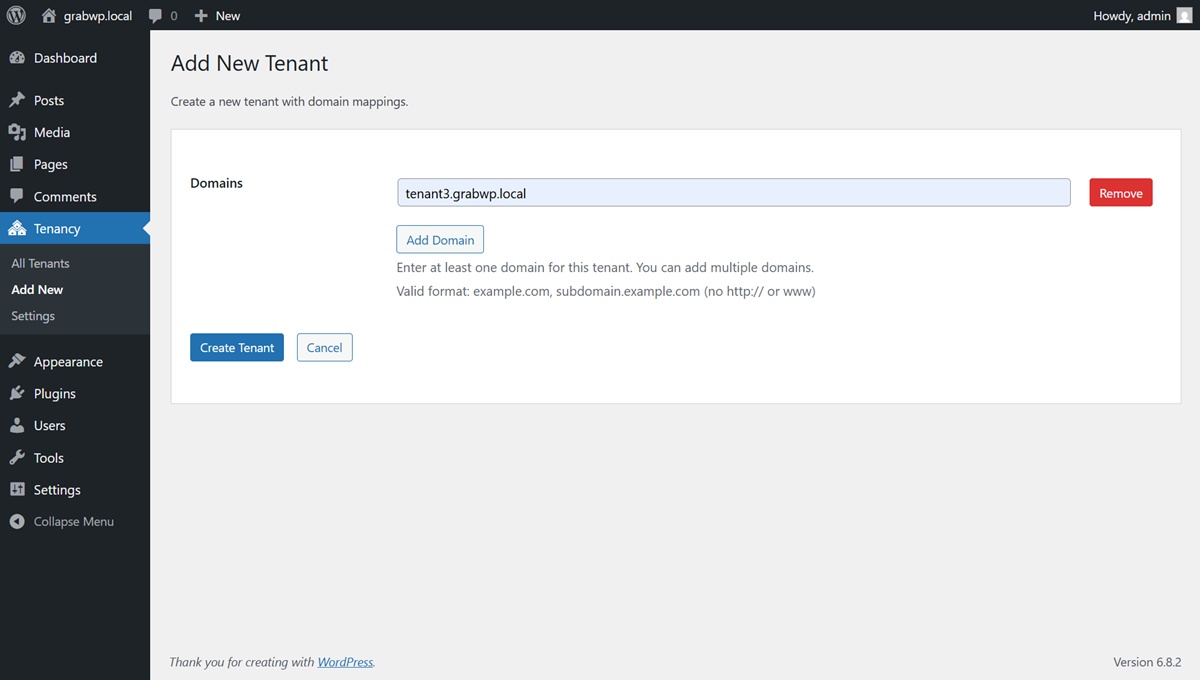 grabwp.local 0 New Howdy, admin
Dashboard
Posts
Media
Pages
Comments
Tenancy
All Tenants
Add New
Settings
Appearance
Plugins
Users
Tools
Settings
Collapse Menu
Add New Tenant
Create a new tenant with domain mappings.
Domains
tenant3.grabwp.local
Remove
Add Domain
Enter at least one domain for this tenant. You can add multiple domains.
Valid format: example.com, subdomain.example.com (no http:// or www)
Create Tenant Cancel
Thank you for creating with WordPress. Version 6.8.2